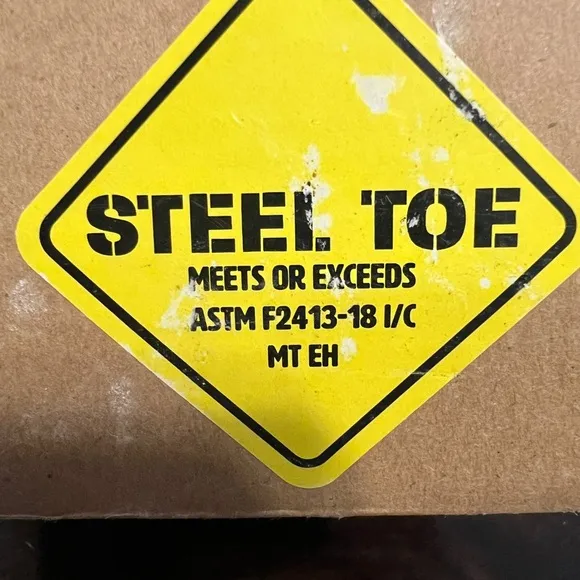 STEEL TOE
MEETS OR EXCEEDS
ASTM F2413-18 I/C
MT EH